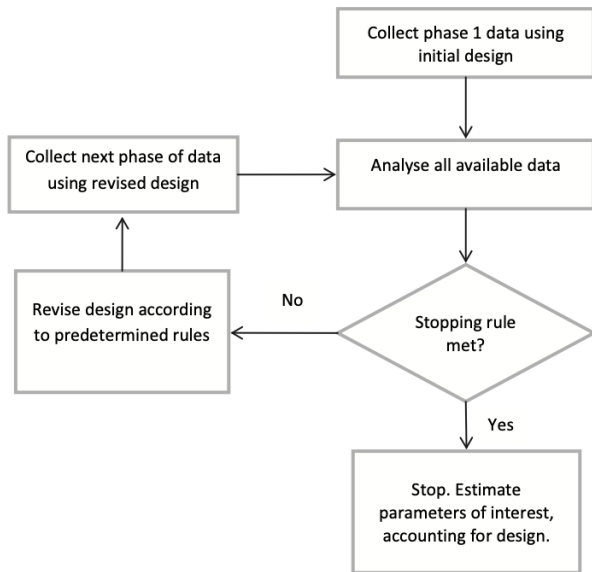 Collect phase 1 data using
initial design
Collect next phase of data
using revised design
Analyse all available data
Revise design according
to predetermined rules
No
Stopping rule
met?
Yes
Stop. Estimate
parameters of interest,
accounting for design.